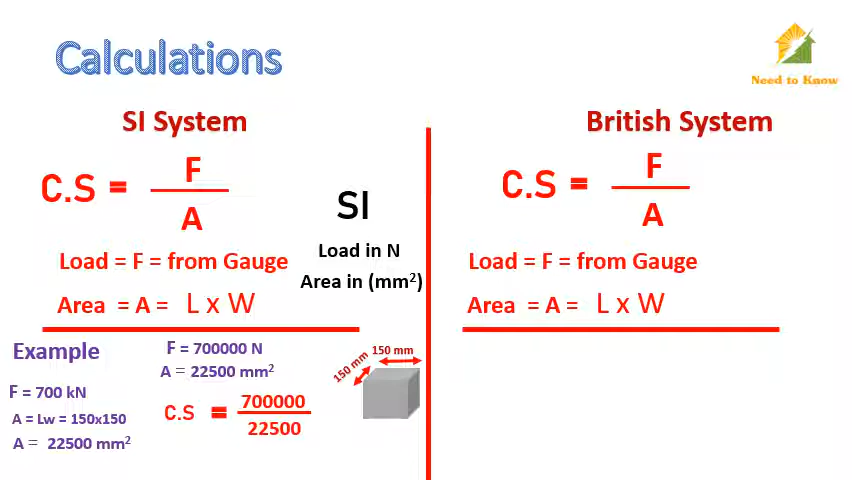 Calculations
Need to Know
SI System
C.S = F
A
SI
Load in N
Area in (mm²)
Load = F = from Gauge
Area = A = L x W
Example
F = 700 kN
A = Lw = 150x150
A = 22500 mm²
F = 700000 N
A = 22500 mm²
C.S = 700000
22500
150 mm
150 mm
British System
C.S = F
A
Load = F = from Gauge
Area = A = L x W